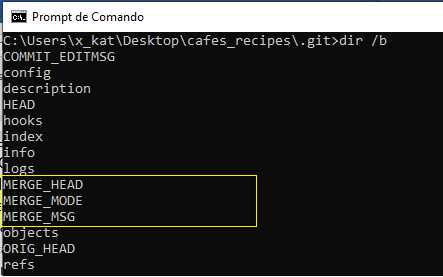 Prompt de Comando
C:\Users\x_kat\Desktop\cafes_recipes\.git>dir /b
COMMIT_EDITMSG
config
description
HEAD
hooks
index
info
logs
MERGE_HEAD
MERGE_MODE
MERGE_MSG
objects
ORIG_HEAD
refs